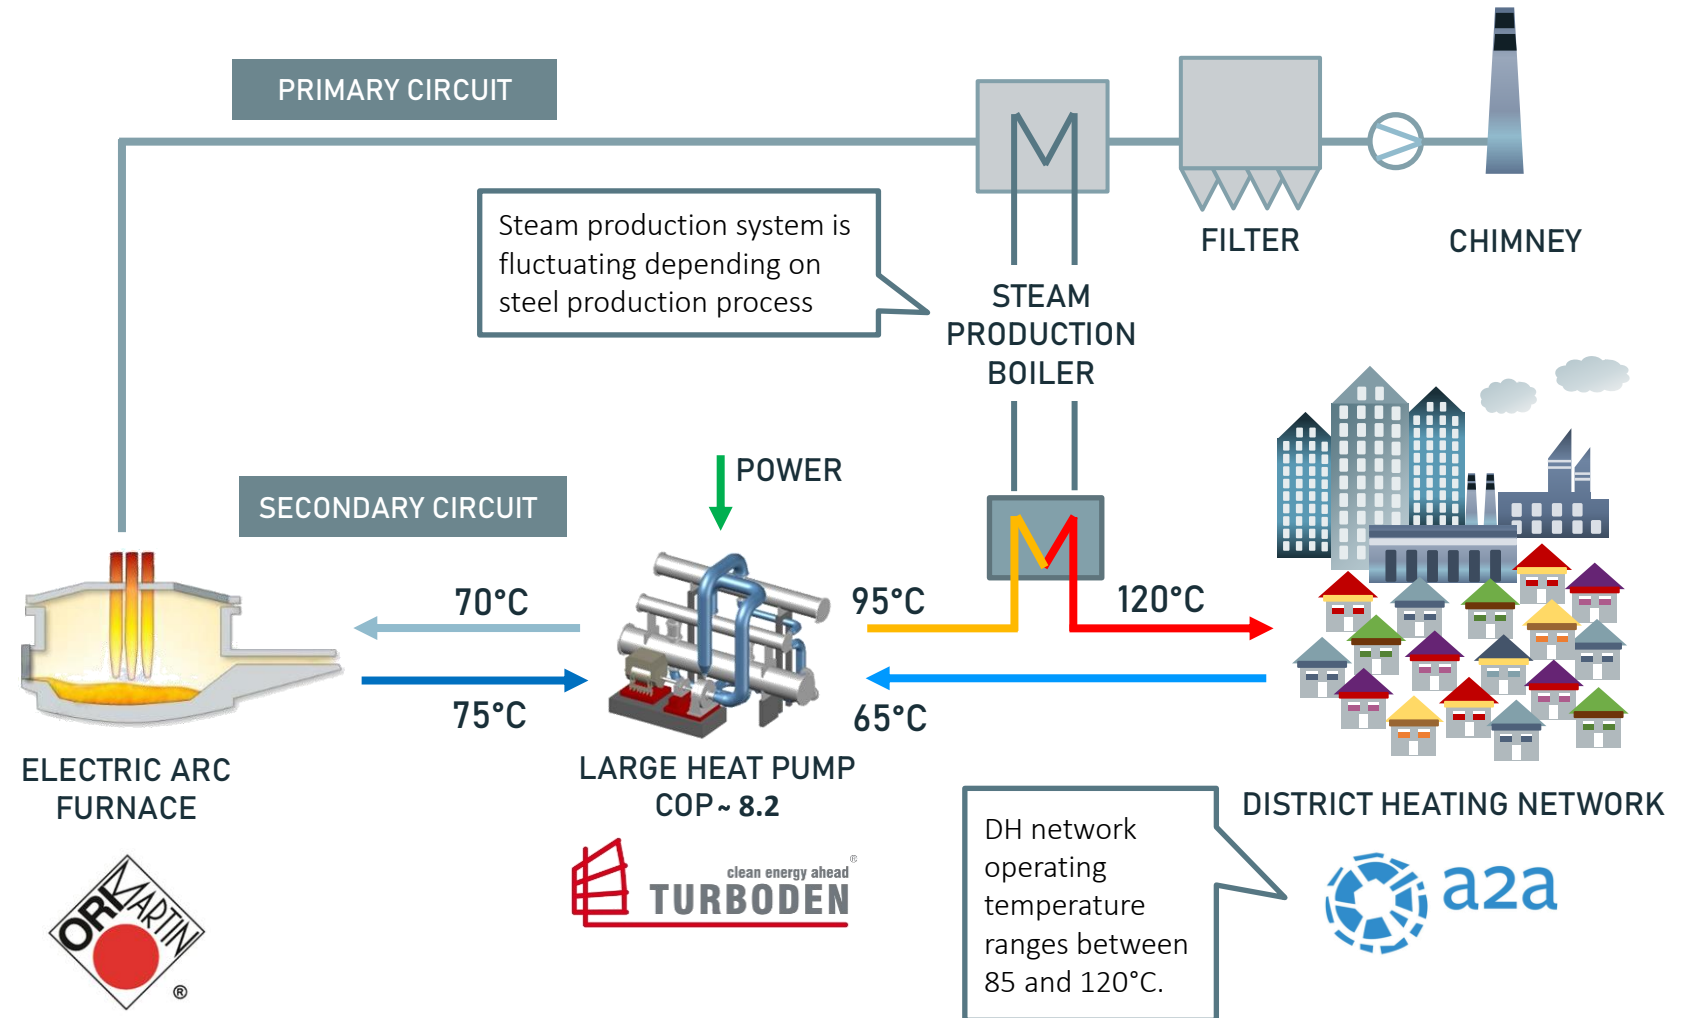 PRIMARY CIRCUIT
Steam production system is
fluctuating depending on
steel production process
FILTER
CHIMNEY
STEAM
PRODUCTION
BOILER
POWER
SECONDARY CIRCUIT
70°C
95°C
120°C
75°C
65°C
ELECTRIC ARC
FURNACE
LARGE HEAT PUMP
COP~ 8.2
DISTRICT HEATING NETWORK
DH network
operating
temperature
ranges between
85 and 120°C.
ORI
MARTIN
®
clean energy ahead ®
TURBODEN
a2a